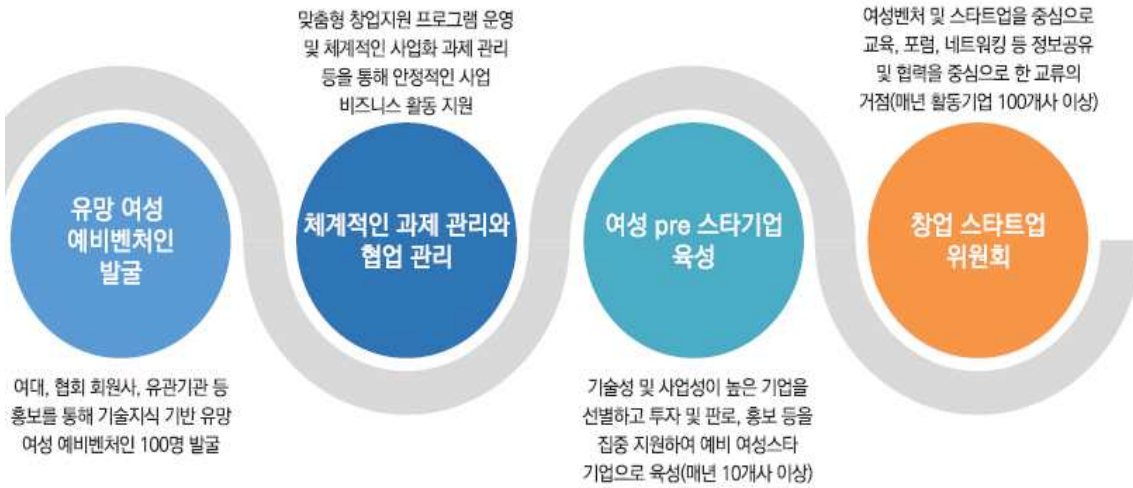 유망 여성
예비벤처인
발굴
여대, 협회 회원사, 유관기관 등
홍보를 통해 기술지식 기반 유망
여성 예비벤처인 100명 발굴
맞춤형 창업지원 프로그램 운영
및 체계적인 사업화 과제 관리
등을 통해 안정적인 사업
비즈니스 활동 지원
체계적인 과제 관리와
협업 관리
여성 pre 스타기업
육성
기술성 및 사업성이 높은 기업을
선별하고 투자 및 판로, 홍보 등을
집중 지원하여 예비 여성스타
기업으로 육성(매년 10개사 이상)
여성벤처 및 스타트업을 중심으로
교육, 포럼, 네트워킹 등 정보공유
및 협력을 중심으로 한 교류의
거점(매년 활동기업 100개사 이상)
창업 스타트업
위원회